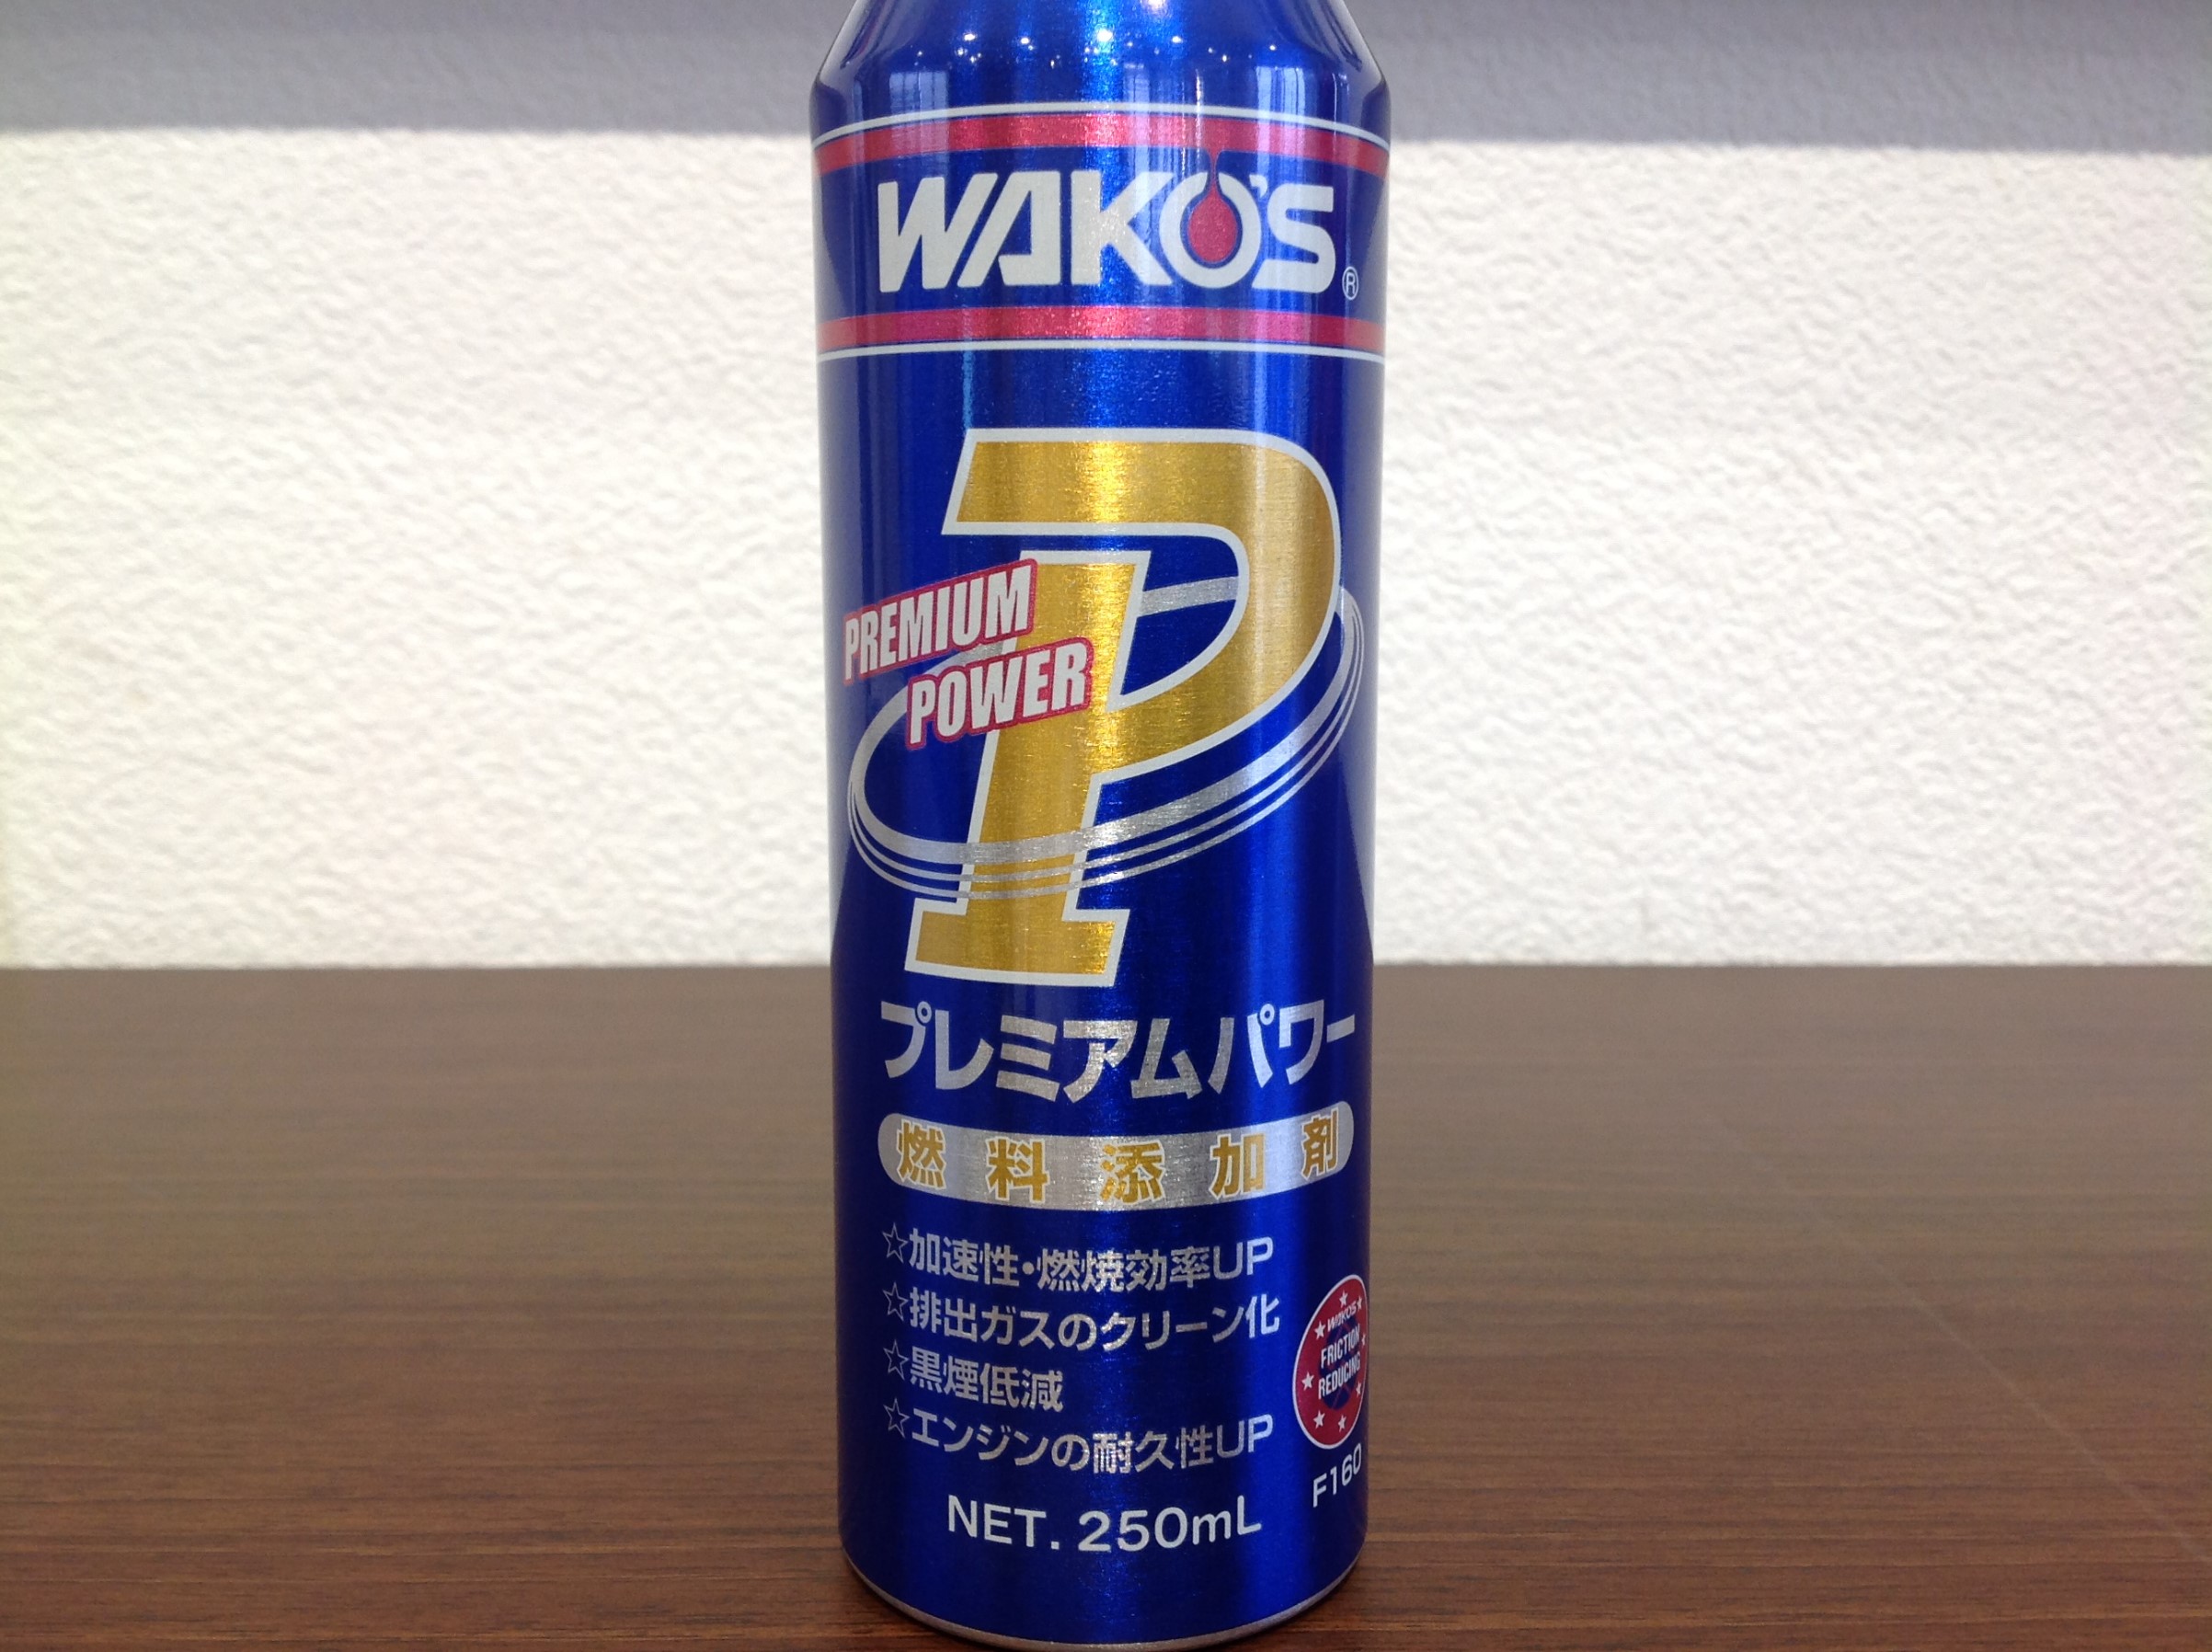 WAKO'S®
PREMIUM
POWER
P
プレミアムパワー
燃料添加剤
☆加速性・燃焼効率UP
☆排出ガスのクリーン化
☆黒煙低減
☆エンジンの耐久性UP
WAKO'S
FRICTION
REDUCING
F160
NET. 250mL